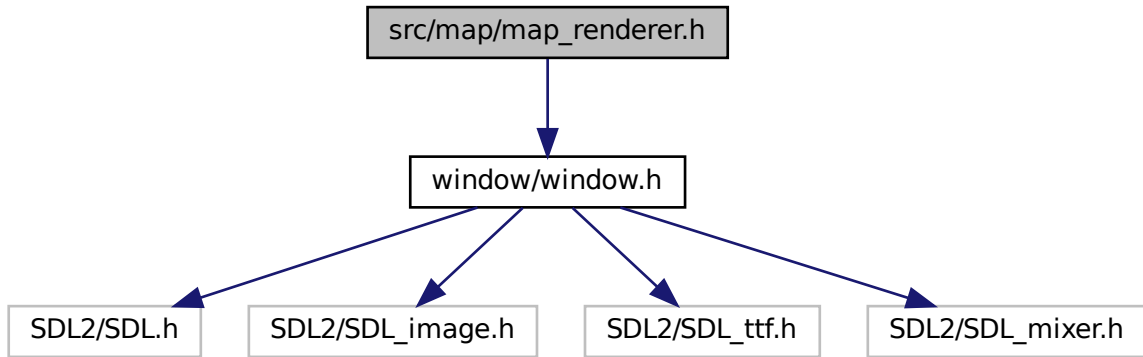 src/map/map_renderer.h
window/window.h
SDL2/SDL.h
SDL2/SDL_image.h
SDL2/SDL_ttf.h
SDL2/SDL_mixer.h